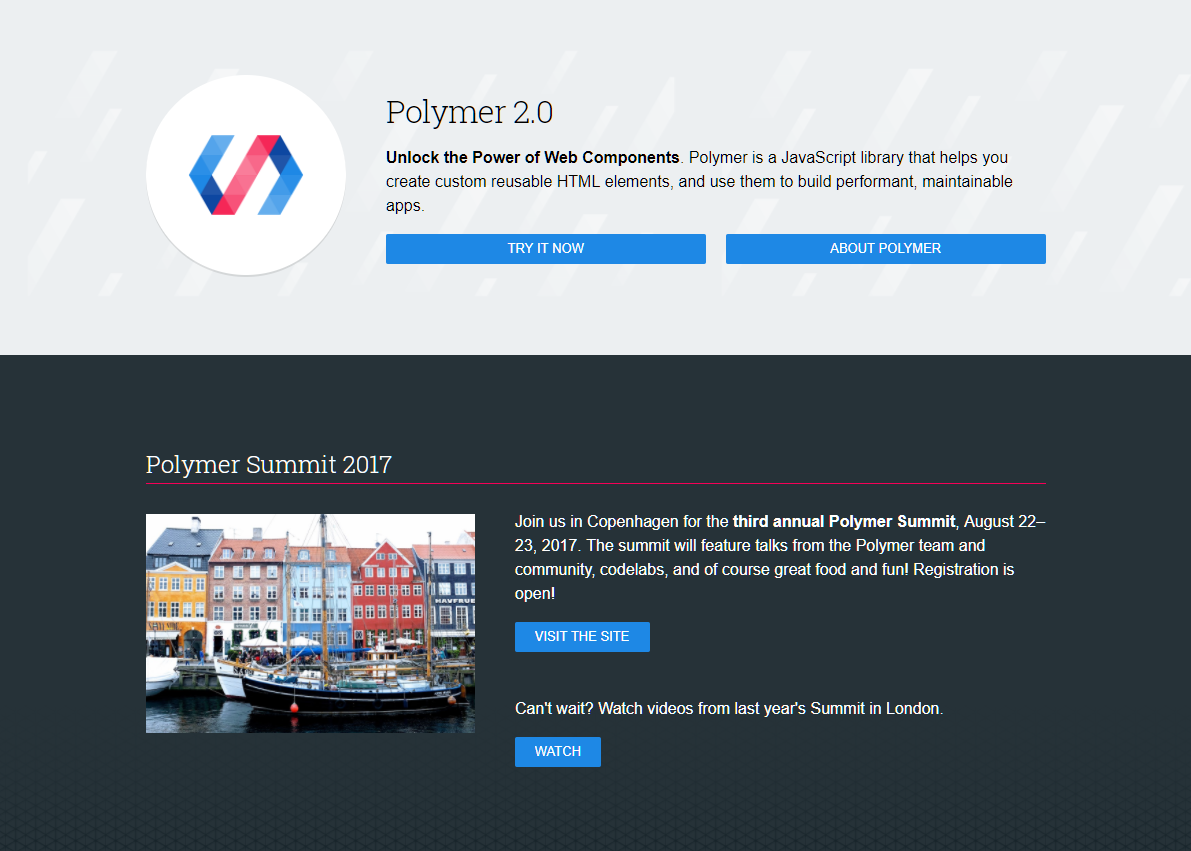 Polymer 2.0
Unlock the Power of Web Components. Polymer is a JavaScript library that helps you
create custom reusable HTML elements, and use them to build performant, maintainable
apps.
TRY IT NOW
ABOUT POLYMER
Polymer Summit 2017
Join us in Copenhagen for the third annual Polymer Summit, August 22–
23, 2017. The summit will feature talks from the Polymer team and
community, codelabs, and of course great food and fun! Registration is
open!
VISIT THE SITE
Can't wait? Watch videos from last year's Summit in London.
WATCH
HAVFRUE